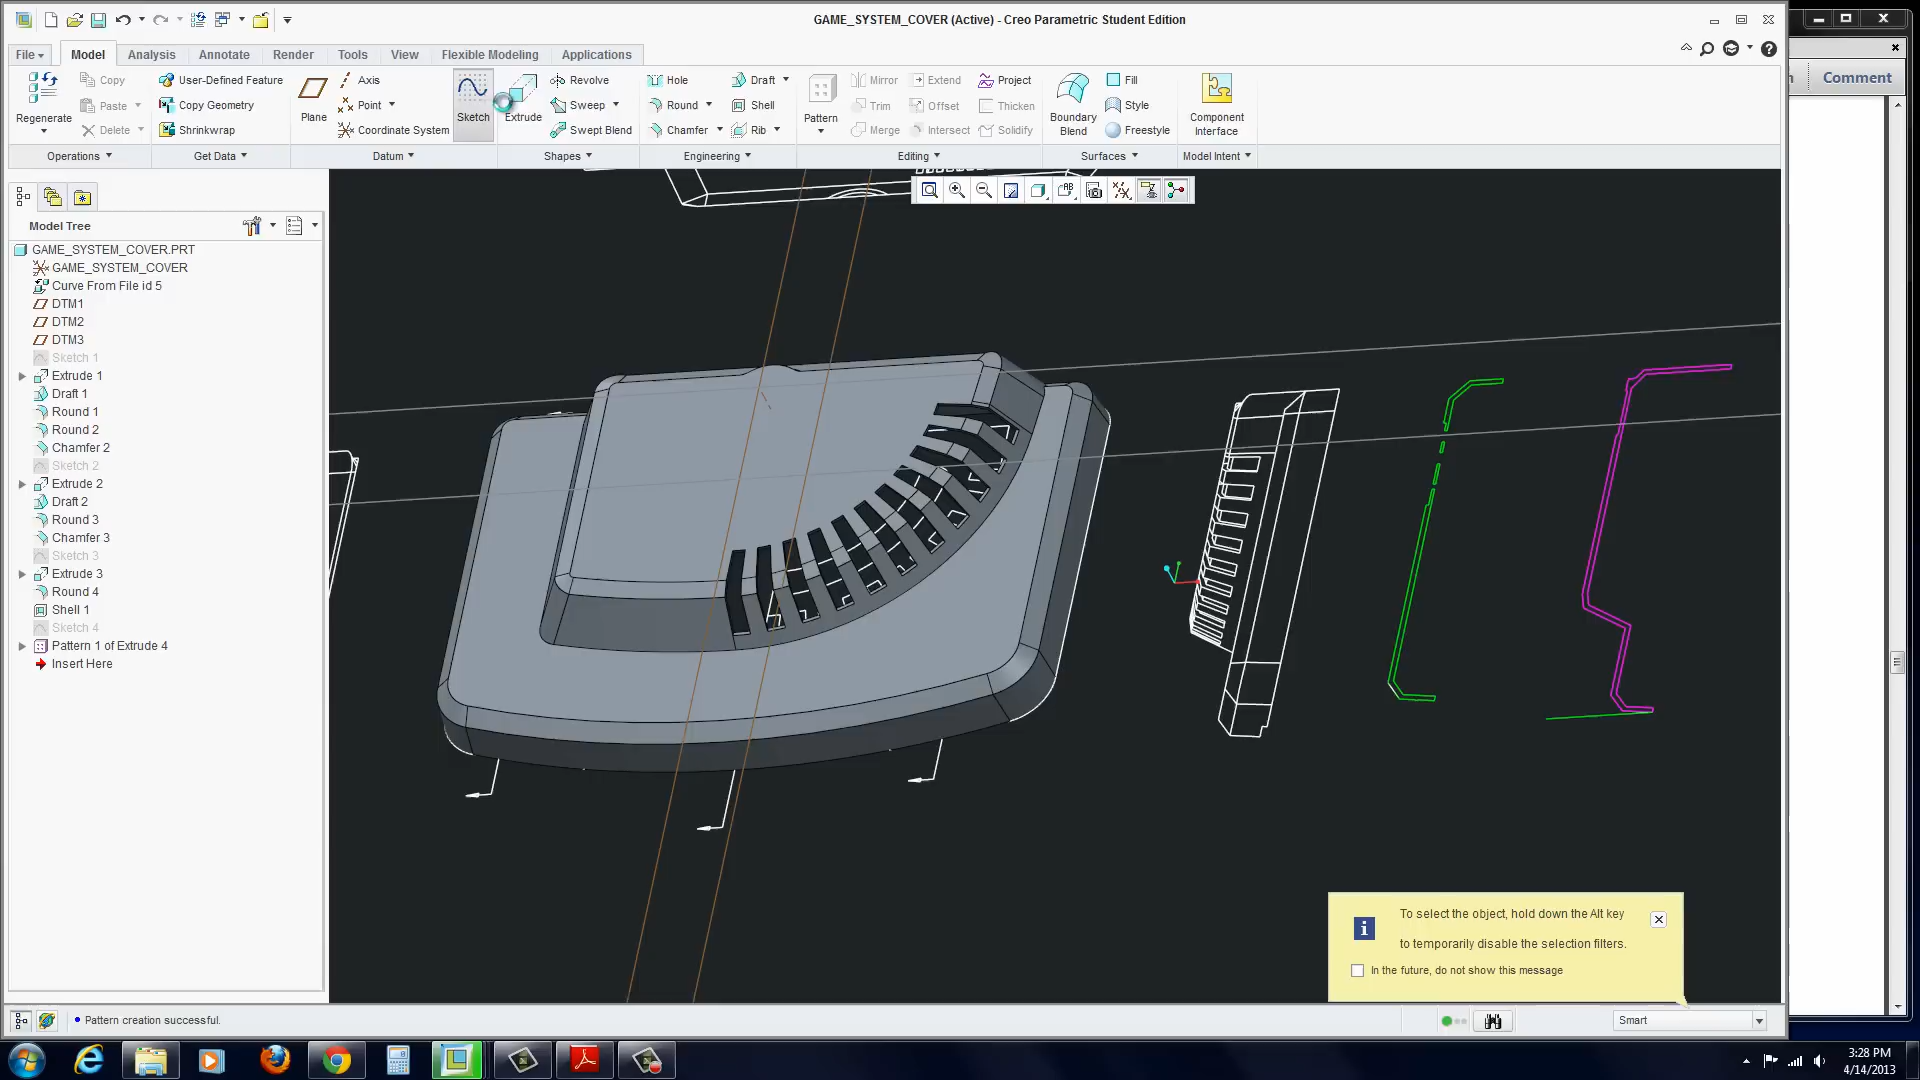 GAME_SYSTEM_COVER (Active) - Creo Parametric Student Edition
File
Model
Analysis
Annotate
Render
Tools
View
Flexible Modeling
Applications
Comment
Regenerate
Copy
Paste
Delete
Operations
User-Defined Feature
Copy Geometry
Shrinkwrap
Get Data
Plane
Axis
Point
Coordinate System
Datum
Sketch
Extrude
Revolve
Sweep
Swept Blend
Shapes
Hole
Round
Chamfer
Draft
Shell
Rib
Engineering
Pattern
Mirror
Trim
Merge
Extend
Offset
Intersect
Project
Thicken
Solidify
Editing
Boundary
Blend
Fill
Style
Freestyle
Surfaces
Component
Interface
Model Intent
Model Tree
GAME_SYSTEM_COVER.PRT
GAME_SYSTEM_COVER
Curve From File id 5
DTM1
DTM2
DTM3
Sketch 1
Extrude 1
Draft 1
Round 1
Round 2
Chamfer 2
Sketch 2
Extrude 2
Draft 2
Round 3
Chamfer 3
Sketch 3
Extrude 3
Round 4
Shell 1
Sketch 4
Pattern 1 of Extrude 4
Insert Here
To select the object, hold down the Alt key
to temporarily disable the selection filters.
In the future, do not show this message
Pattern creation successful.
Smart
3:28 PM
4/14/2013